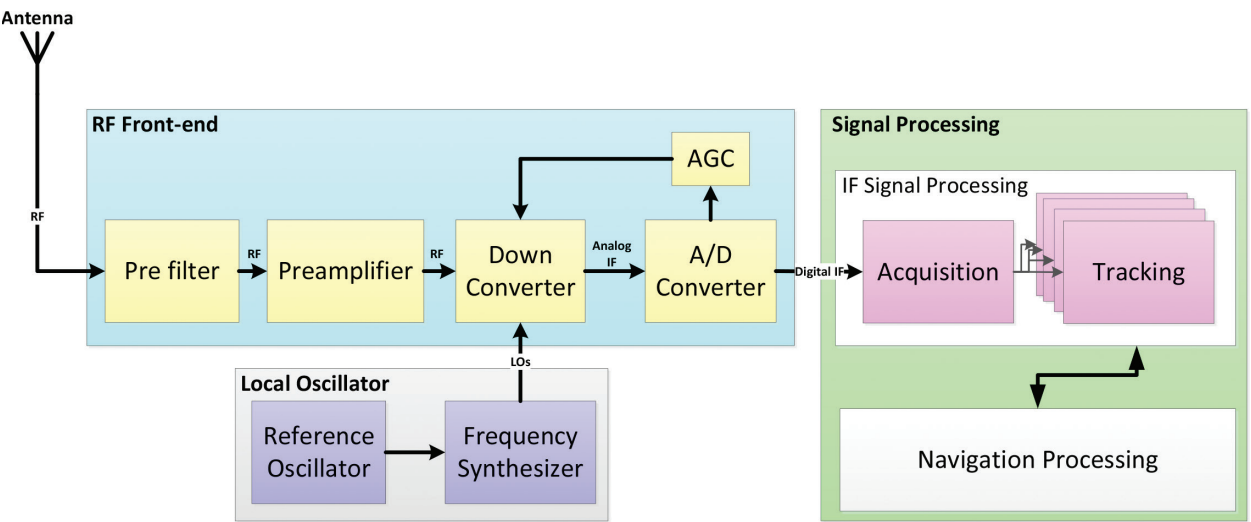 Antenna
RF Front-end
Signal Processing
AGC
IF Signal Processing
RF
Pre filter
RF
Preamplifier
RF
Down
Converter
Analog
IF
A/D
Converter
Digital IF
Acquisition
Tracking
LOs
Local Oscillator
Reference
Oscillator
Frequency
Synthesizer
Navigation Processing